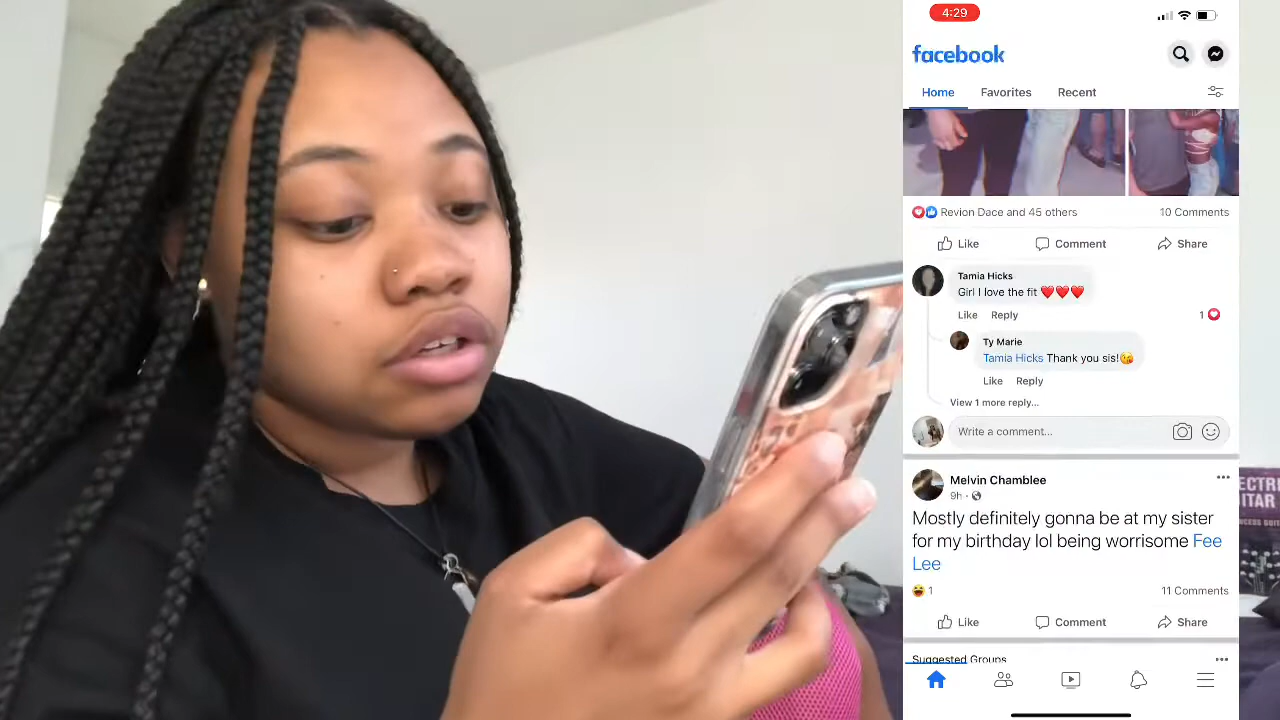 4:29
facebook
Home Favorites Recent
Revion Dace and 45 others 10 Comments
Like Comment Share
Tamia Hicks
Girl I love the fit ❤️❤️❤️
Like Reply 1
Ty Marie
Tamia Hicks Thank you sis!😘
Like Reply
View 1 more reply...
Write a comment...
Melvin Chamblee
9h
Mostly definitely gonna be at my sister
for my birthday lol being worrisome Fee
Lee
1 11 Comments
Like Comment Share
Suggested Groups